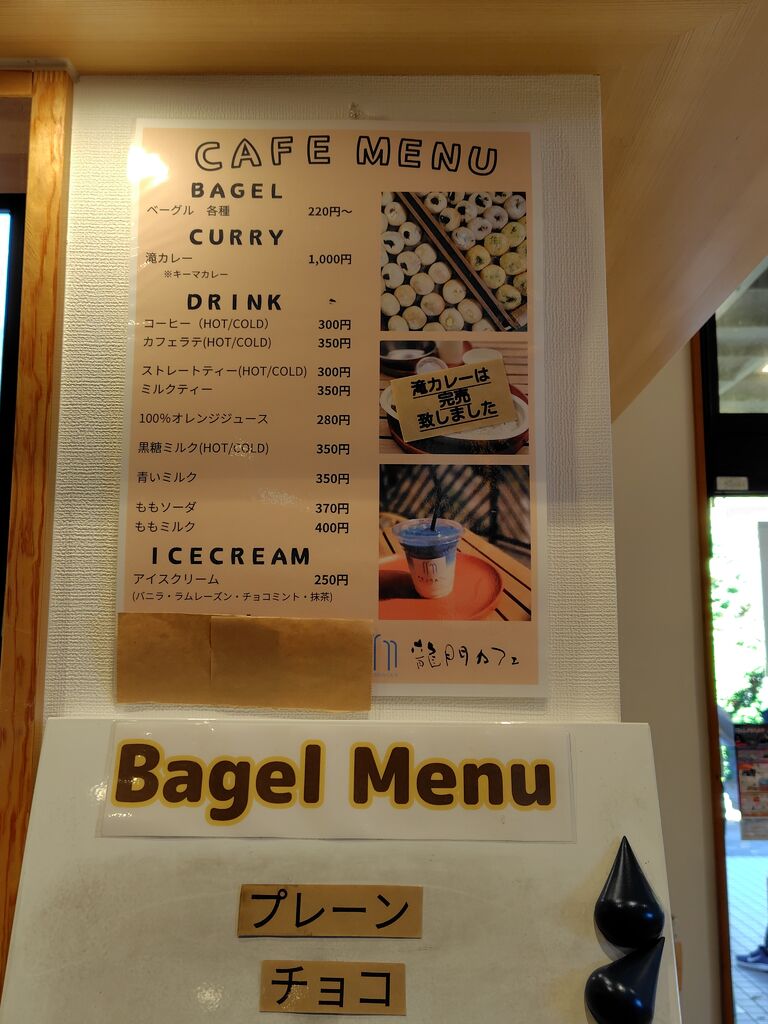 CAFE MENU
BAGEL
ベーグル 各種 220円～
CURRY
滝カレー 1,000円
※キーマカレー
DRINK
コーヒー（HOT/COLD） 300円
カフェラテ(HOT/COLD) 350円
ストレートティー(HOT/COLD) 300円
ミルクティー 350円
100%オレンジジュース 280円
黒糖ミルク(HOT/COLD) 350円
青いミルク 350円
ももソーダ 370円
ももミルク 400円
ICECREAM
アイスクリーム 250円
(バニラ・ラムレーズン・チョコミント・抹茶)
滝カレーは
完売
致しました
龍門カフェ
Bagel Menu
プレーン
チョコ